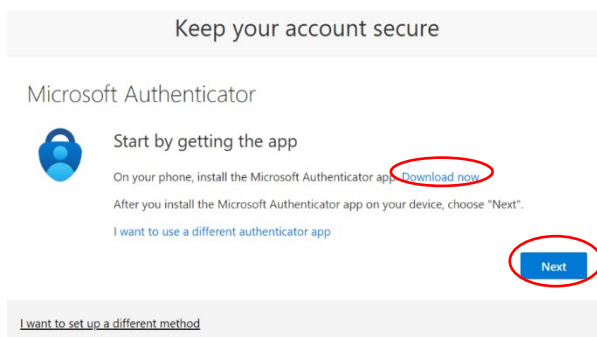 Keep your account secure
Microsoft Authenticator
Start by getting the app
On your phone, install the Microsoft Authenticator app. Download now
After you install the Microsoft Authenticator app on your device, choose "Next".
I want to use a different authenticator app
Next
I want to set up a different method